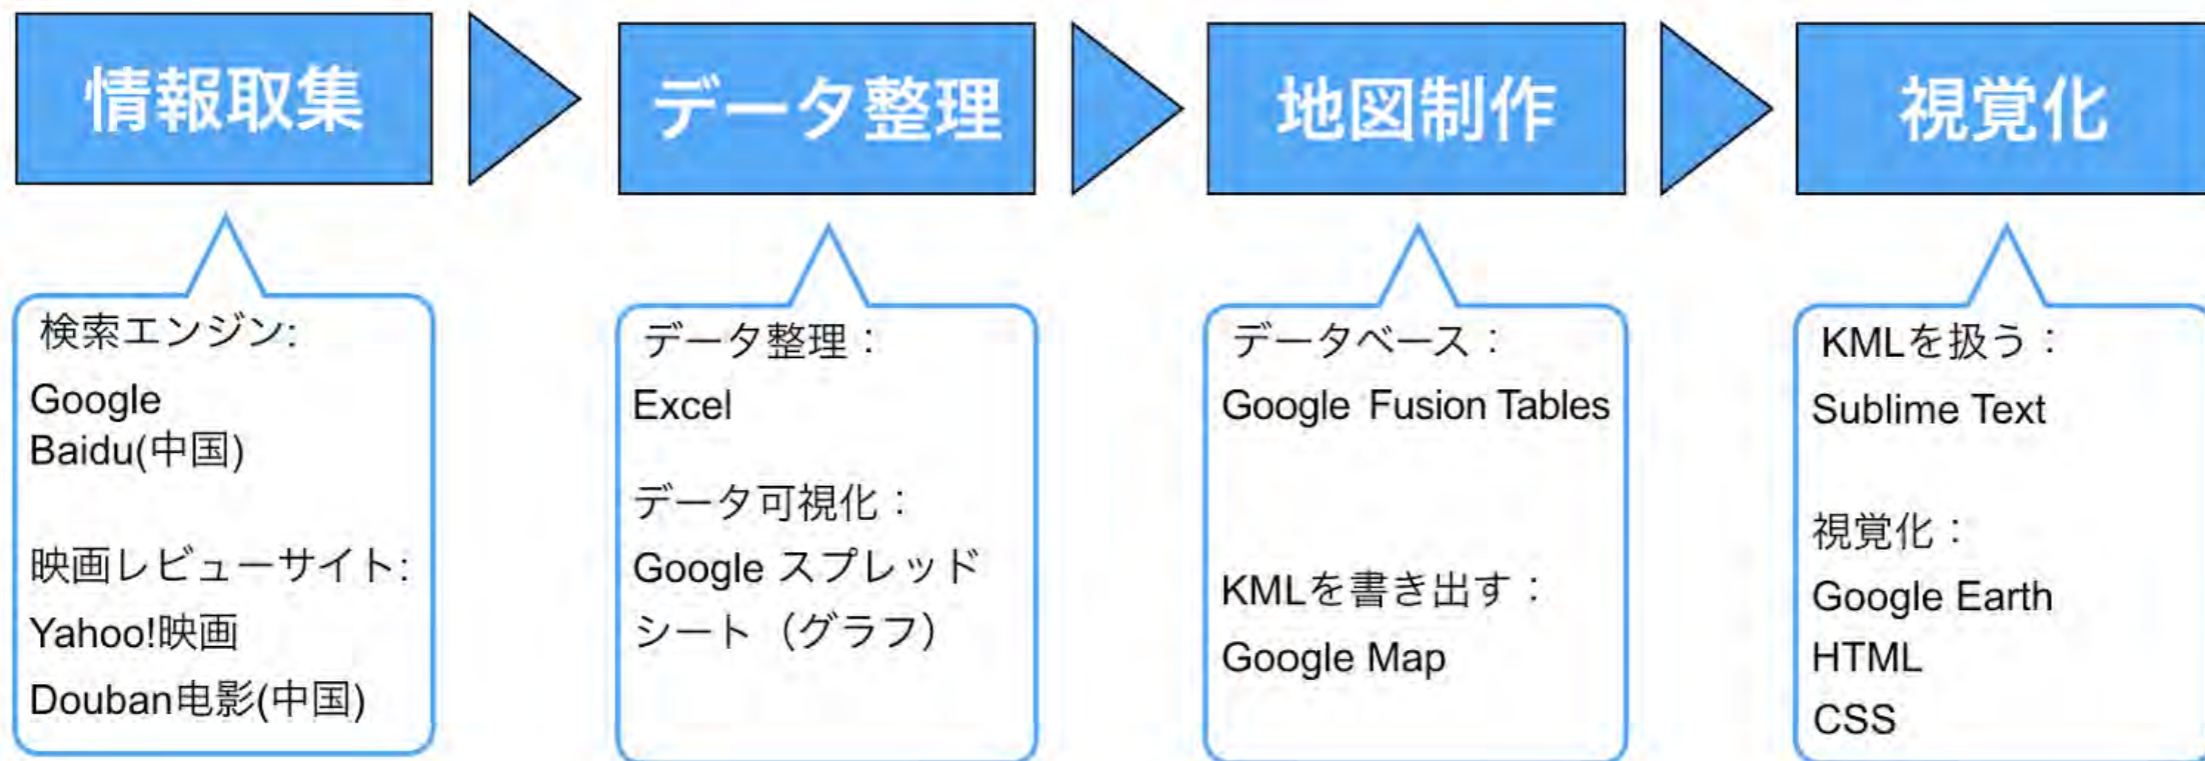 情報取集
データ整理
地図制作
視覚化
検索エンジン:
Google
Baidu(中国)
映画レビューサイト:
Yahoo!映画
Douban电影(中国)
データ整理：
Excel
データ可視化：
Google スプレッド
シート（グラフ）
データベース：
Google Fusion Tables
KMLを書き出す：
Google Map
KMLを扱う：
Sublime Text
視覚化：
Google Earth
HTML
CSS